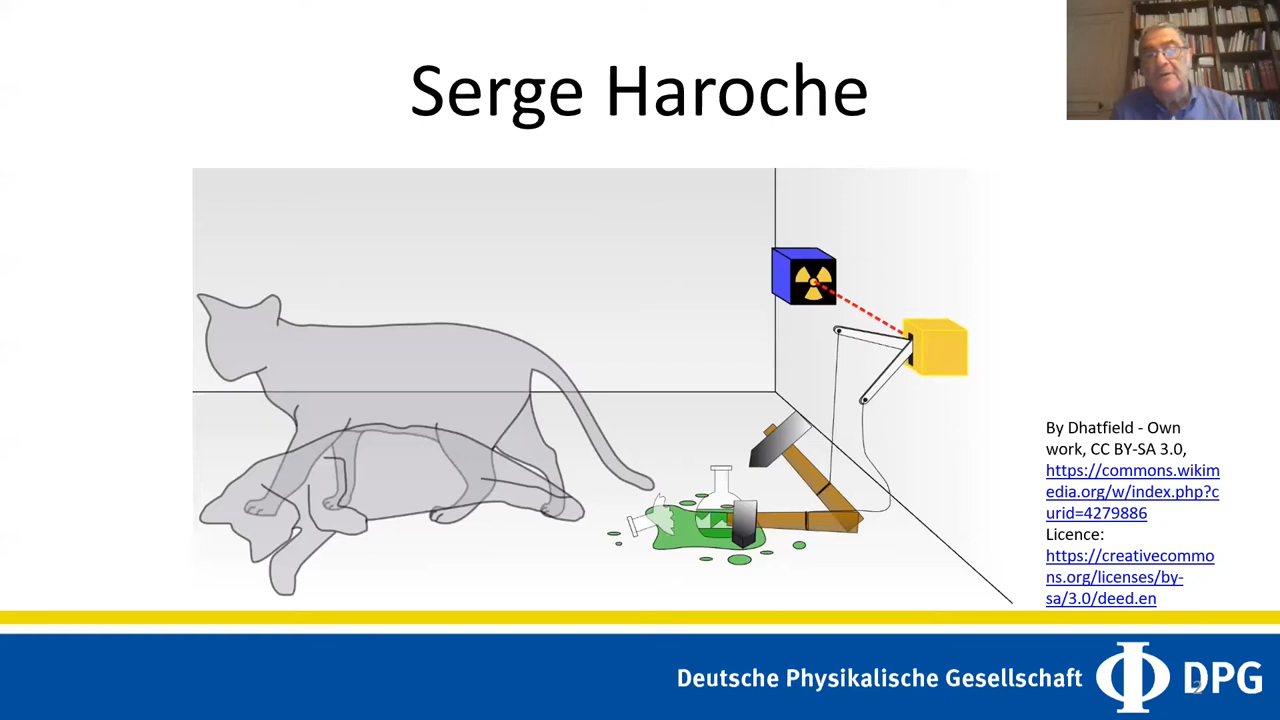 Serge Haroche
By Dhatfield - Own
work, CC BY-SA 3.0,
https://commons.wikim
edia.org/w/index.php?c
urid=4279886
Licence:
https://creativecommo
ns.org/licenses/by-
sa/3.0/deed.en
Deutsche Physikalische Gesellschaft
DPG
2